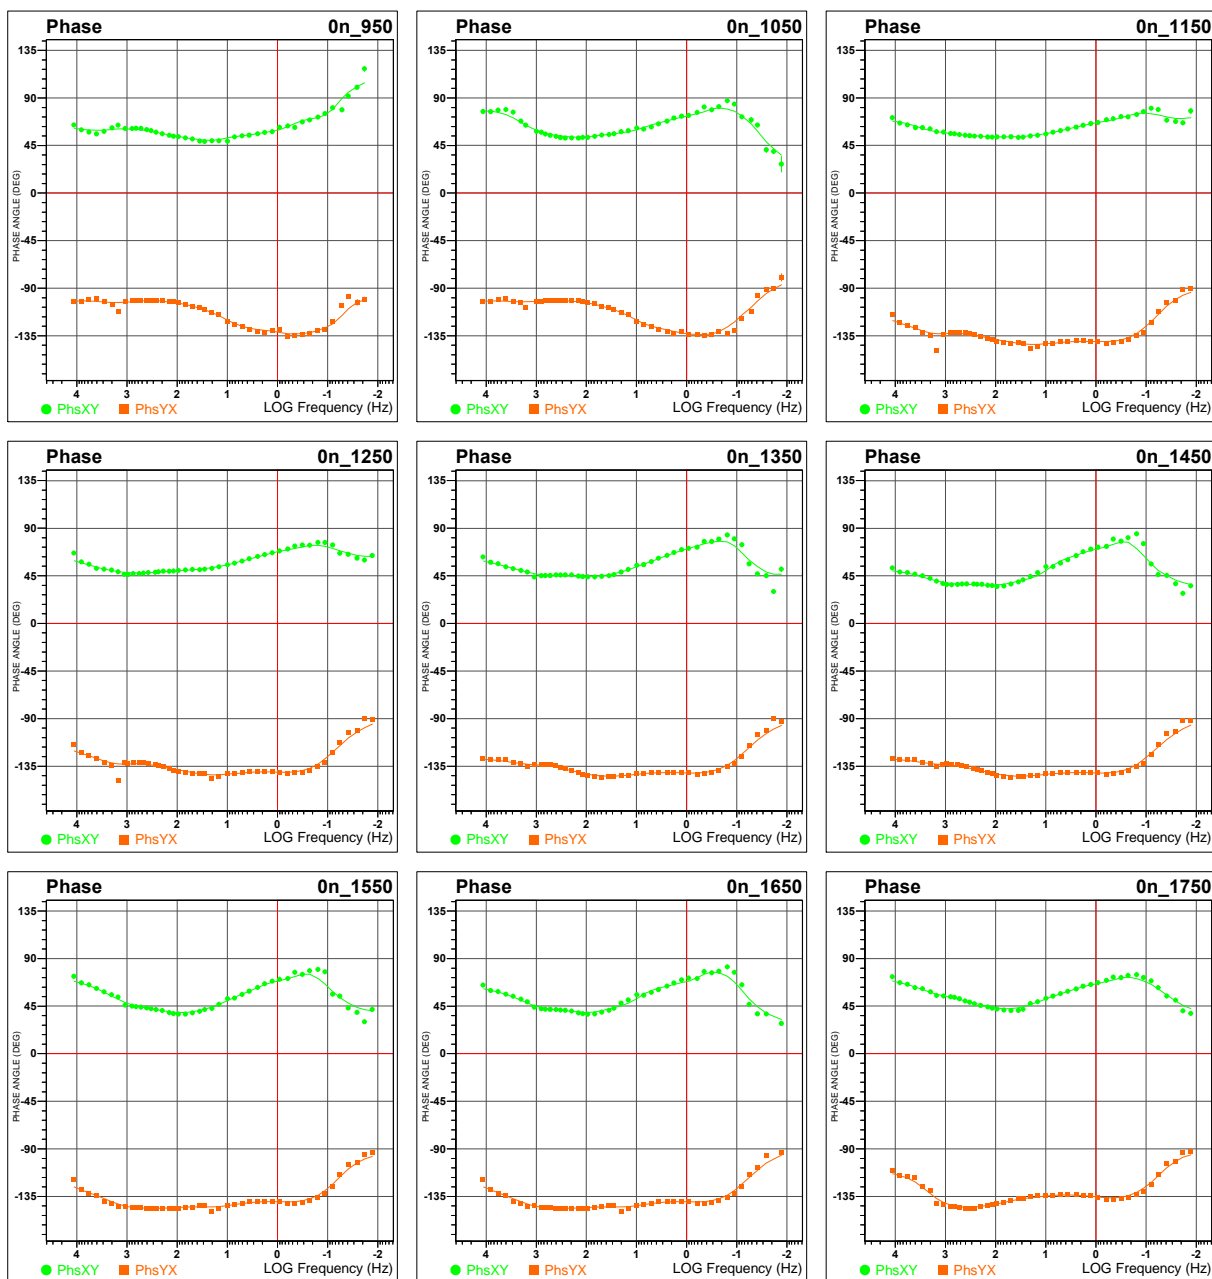 Phase 0n_950
135
90
45
0
-45
-90
-135
PHASE ANGLE (DEG)
4 3 2 1 0 -1 -2
PhsXY PhsYX LOG Frequency (Hz)
Phase 0n_1050
135
90
45
0
-45
-90
-135
PHASE ANGLE (DEG)
4 3 2 1 0 -1 -2
PhsXY PhsYX LOG Frequency (Hz)
Phase 0n_1150
135
90
45
0
-45
-90
-135
PHASE ANGLE (DEG)
4 3 2 1 0 -1 -2
PhsXY PhsYX LOG Frequency (Hz)
Phase 0n_1250
135
90
45
0
-45
-90
-135
PHASE ANGLE (DEG)
4 3 2 1 0 -1 -2
PhsXY PhsYX LOG Frequency (Hz)
Phase 0n_1350
135
90
45
0
-45
-90
-135
PHASE ANGLE (DEG)
4 3 2 1 0 -1 -2
PhsXY PhsYX LOG Frequency (Hz)
Phase 0n_1450
135
90
45
0
-45
-90
-135
PHASE ANGLE (DEG)
4 3 2 1 0 -1 -2
PhsXY PhsYX LOG Frequency (Hz)
Phase 0n_1550
135
90
45
0
-45
-90
-135
PHASE ANGLE (DEG)
4 3 2 1 0 -1 -2
PhsXY PhsYX LOG Frequency (Hz)
Phase 0n_1650
135
90
45
0
-45
-90
-135
PHASE ANGLE (DEG)
4 3 2 1 0 -1 -2
PhsXY PhsYX LOG Frequency (Hz)
Phase 0n_1750
135
90
45
0
-45
-90
-135
PHASE ANGLE (DEG)
4 3 2 1 0 -1 -2
PhsXY PhsYX LOG Frequency (Hz)